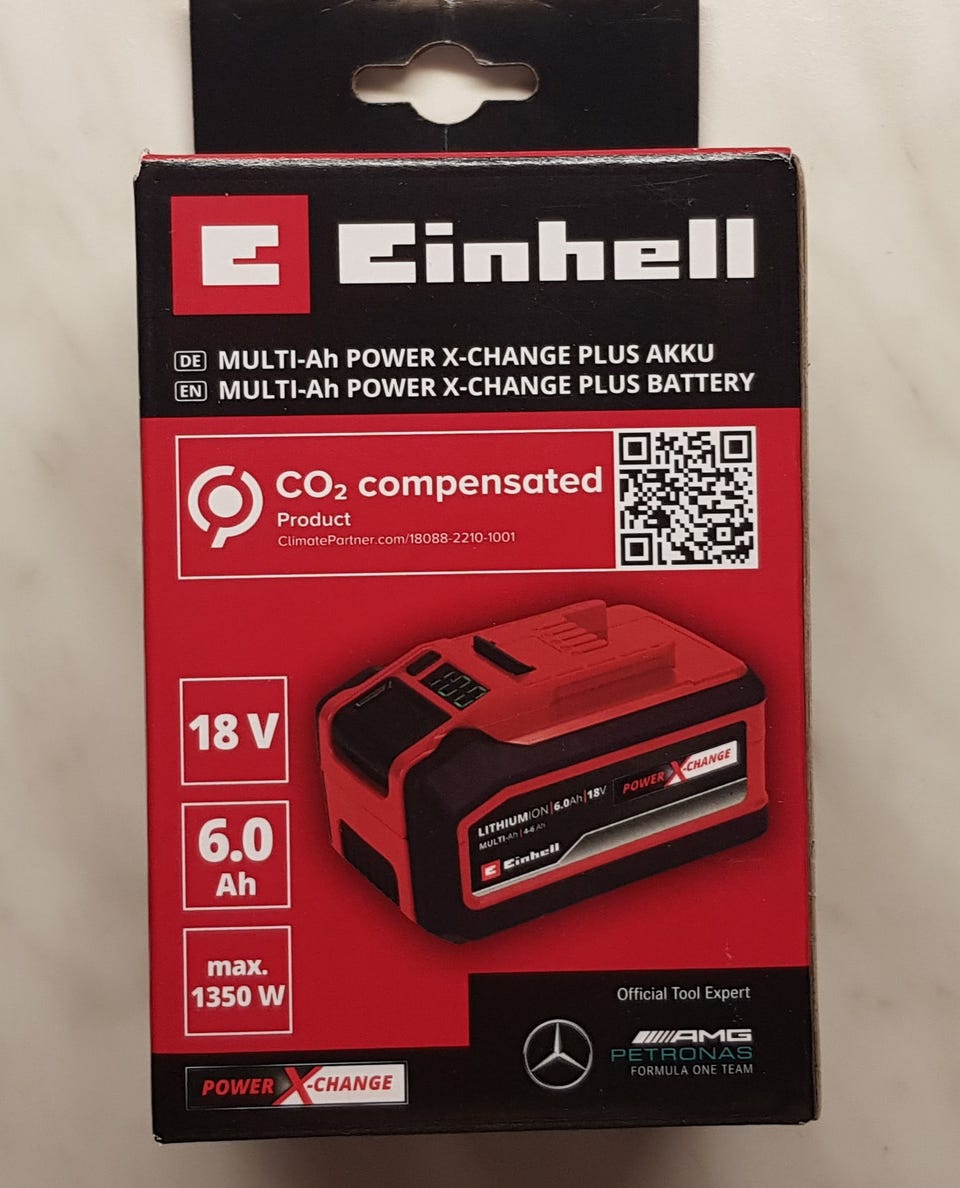 Einhell
DE MULTI-Ah POWER X-CHANGE PLUS AKKU
EN MULTI-Ah POWER X-CHANGE PLUS BATTERY
CO₂ compensated
Product
ClimatePartner.com/18088-2210-1001
18 V
6.0
Ah
max.
1350 W
100
LITHIUMION|6.0Ah|18V
MULTI-Ah | 4-6 Ah
POWER X-CHANGE
Einhell
Official Tool Expert
AMG
PETRONAS
FORMULA ONE TEAM
POWER X-CHANGE